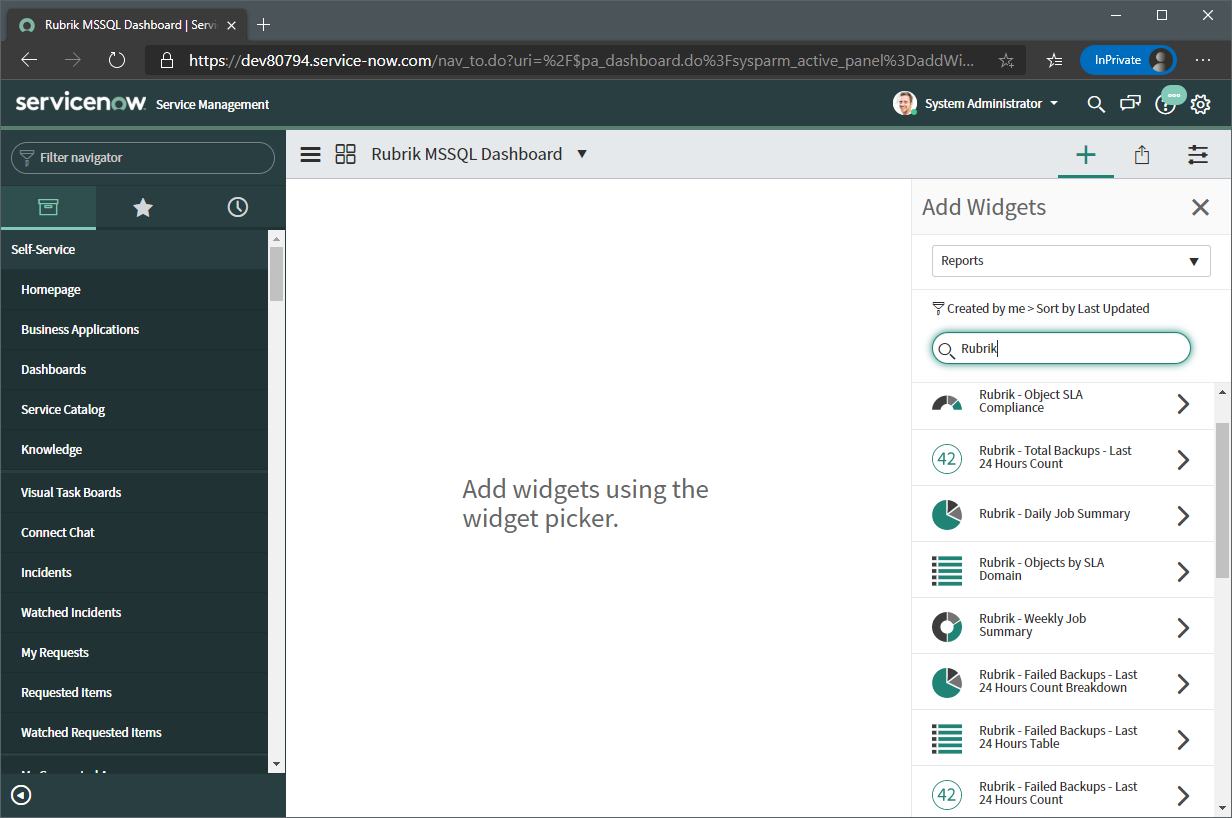 Rubrik MSSQL Dashboard | Servi
https://dev80794.service-now.com/nav_to.do?uri=%2F$pa_dashboard.do%3Fsysparm_active_panel%3DaddWi...
InPrivate
servicenow Service Management
System Administrator
Filter navigator
Rubrik MSSQL Dashboard
Self-Service
Homepage
Business Applications
Dashboards
Service Catalog
Knowledge
Visual Task Boards
Connect Chat
Incidents
Watched Incidents
My Requests
Requested Items
Watched Requested Items
Add widgets using the
widget picker.
Add Widgets
Reports
Created by me > Sort by Last Updated
Rubrik
Rubrik - Object SLA
Compliance
42
Rubrik - Total Backups - Last
24 Hours Count
Rubrik - Daily Job Summary
Rubrik - Objects by SLA
Domain
Rubrik - Weekly Job
Summary
Rubrik - Failed Backups - Last
24 Hours Count Breakdown
Rubrik - Failed Backups - Last
24 Hours Table
42
Rubrik - Failed Backups - Last
24 Hours Count